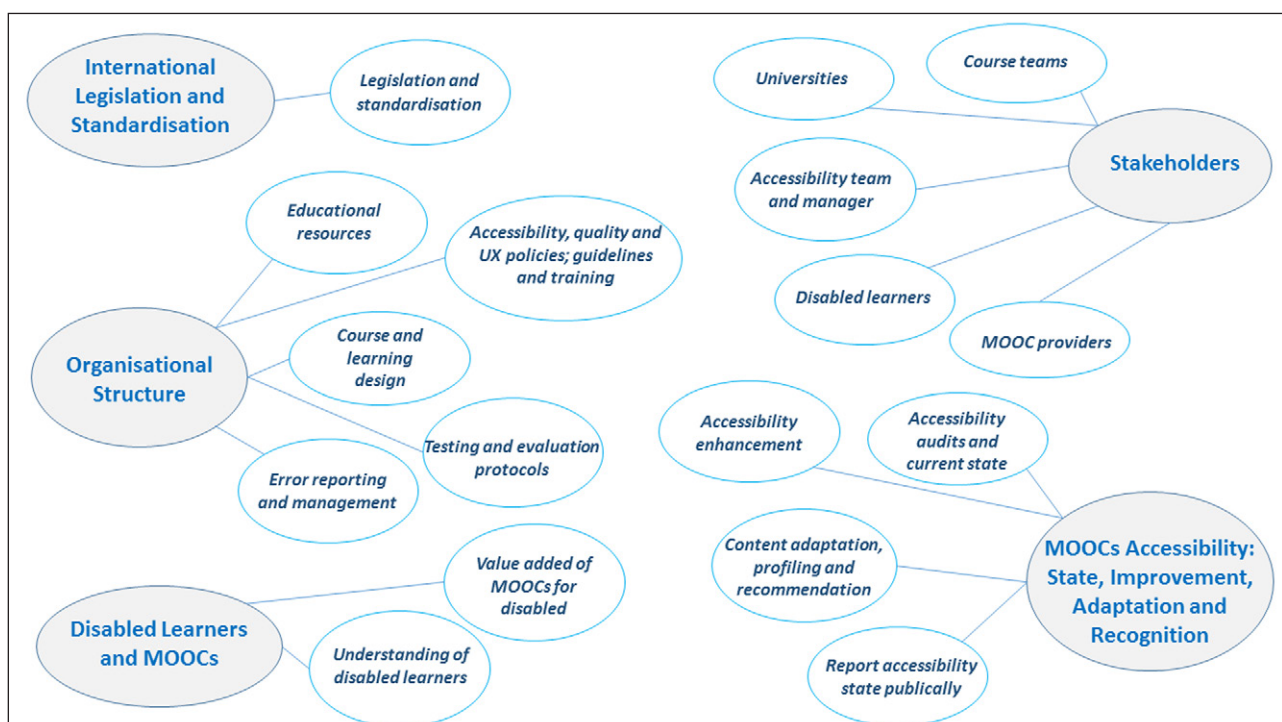 International
Legislation and
Standardisation
Legislation and
standardisation
Educational
resources
Accessibility, quality and
UX policies; guidelines
and training
Organisational
Structure
Course and
learning
design
Testing and evaluation
protocols
Error reporting
and management
Disabled Learners
and MOOCs
Value added of
MOOCs for
disabled
Understanding of
disabled learners
Universities
Course teams
Stakeholders
Accessibility team
and manager
Disabled learners
MOOC providers
Accessibility
enhancement
Accessibility
audits and
current state
MOOCs Accessibility:
State, Improvement,
Adaptation and
Recognition
Content adaptation,
profiling and
recommendation
Report accessibility
state publically